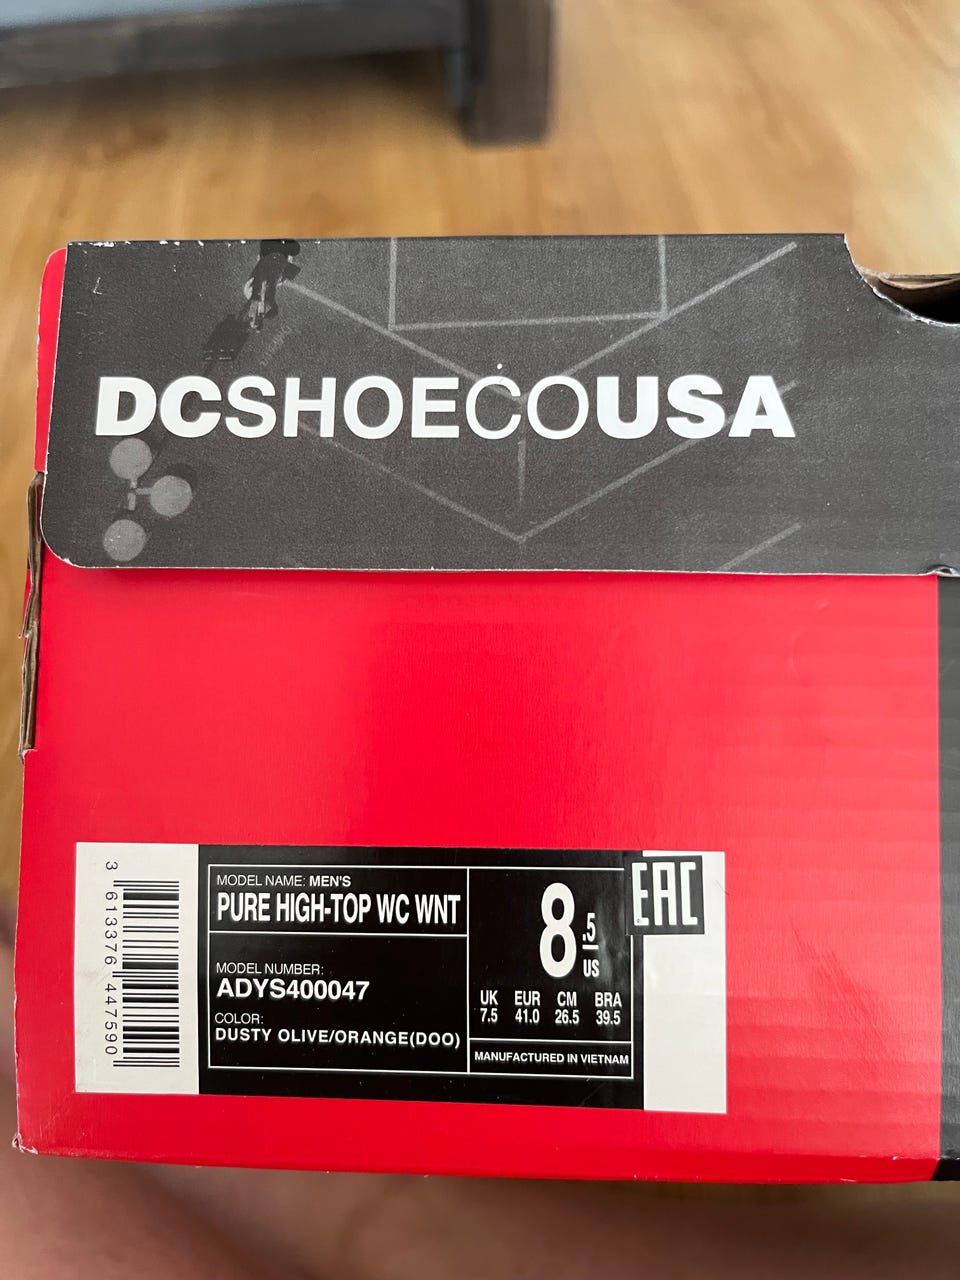 DCSHOECOUSA
3 613376 447590
MODEL NAME: MEN'S
PURE HIGH-TOP WC WNT
MODEL NUMBER:
ADYS400047
COLOR:
DUSTY OLIVE/ORANGE(DOO)
8.5
US
UK EUR CM BRA
7.5 41.0 26.5 39.5
MANUFACTURED IN VIETNAM
EAC